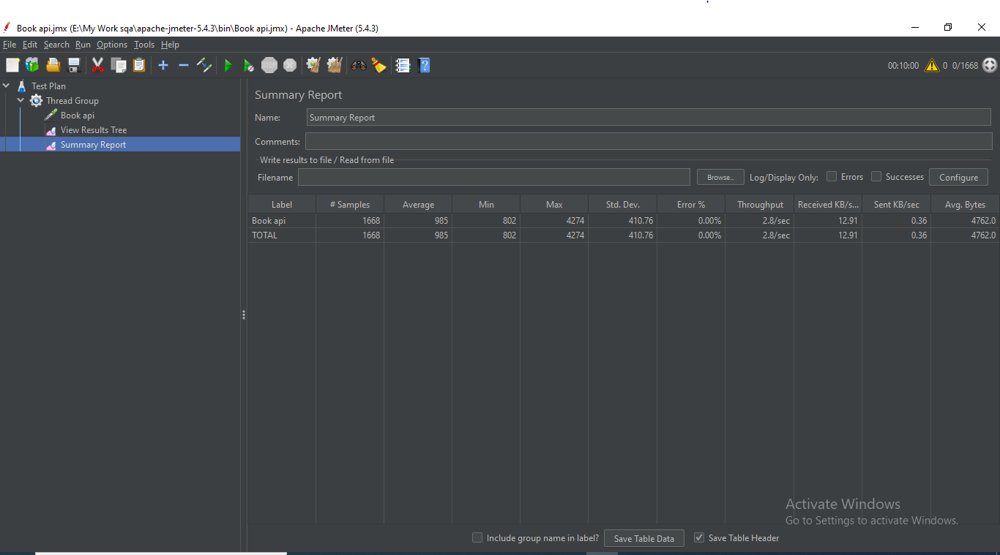 Book api.jmx (E:\My Work sqa\apache-jmeter-5.4.3\bin\Book api.jmx) - Apache JMeter (5.4.3)
File Edit Search Run Options Tools Help
STOP 00:10:00 0 0/1668
Test Plan
Thread Group
Book api
View Results Tree
Summary Report
Summary Report
Name: Summary Report
Comments:
Write results to file / Read from file
Filename Browse... Log/Display Only: Errors Successes Configure
Label # Samples Average Min Max Std. Dev. Error % Throughput Received KB/s... Sent KB/sec Avg. Bytes
Book api 1668 985 802 4274 410.76 0.00% 2.8/sec 12.91 0.36 4762.0
TOTAL 1668 985 802 4274 410.76 0.00% 2.8/sec 12.91 0.36 4762.0
Activate Windows
Go to Settings to activate Windows.
Include group name in label? Save Table Data Save Table Header